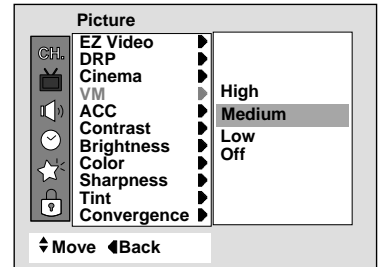 Picture
CH.
EZ Video
DRP
Cinema
VM
ACC
Contrast
Brightness
Color
Sharpness
Tint
Convergence
High
Medium
Low
Off
Move Back